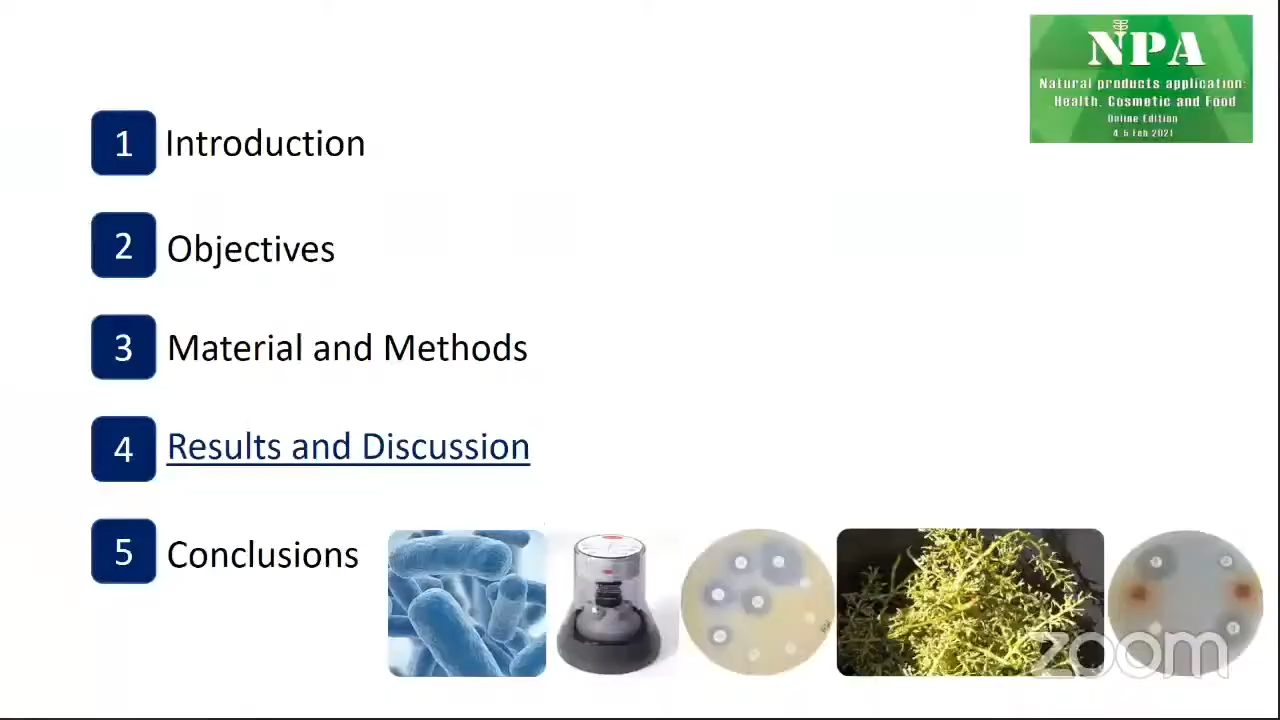 NPA
Natural products application:
Health, Cosmetic and Food
Online Edition
4. 5 Feb 2021
1 Introduction
2 Objectives
3 Material and Methods
4 Results and Discussion
5 Conclusions
zoom